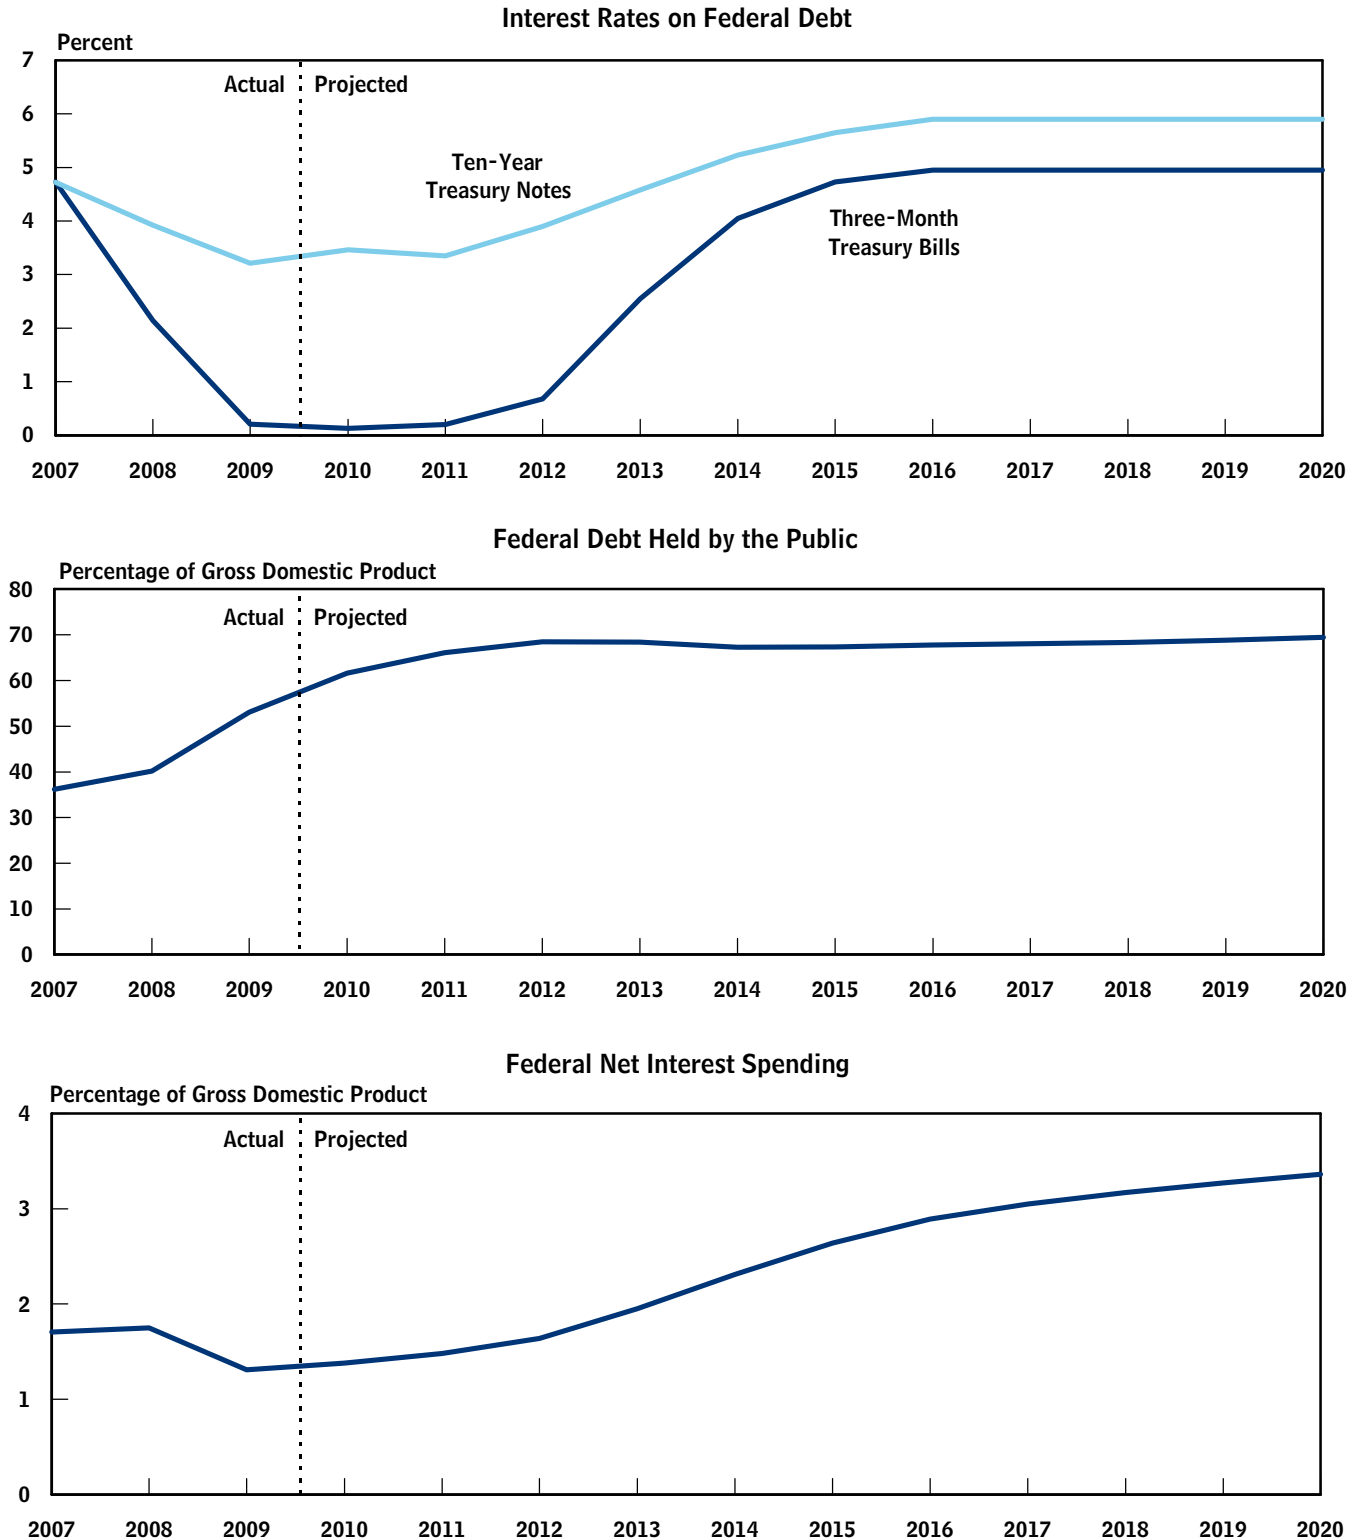 Interest Rates on Federal Debt
Percent
7
Actual Projected
6
Ten-Year
Treasury Notes
5
Three-Month
Treasury Bills
4
3
2
1
0
2007 2008 2009 2010 2011 2012 2013 2014 2015 2016 2017 2018 2019 2020
Federal Debt Held by the Public
Percentage of Gross Domestic Product
80
Actual Projected
70
60
50
40
30
20
10
0
2007 2008 2009 2010 2011 2012 2013 2014 2015 2016 2017 2018 2019 2020
Federal Net Interest Spending
Percentage of Gross Domestic Product
4
Actual Projected
3
2
1
0
2007 2008 2009 2010 2011 2012 2013 2014 2015 2016 2017 2018 2019 2020